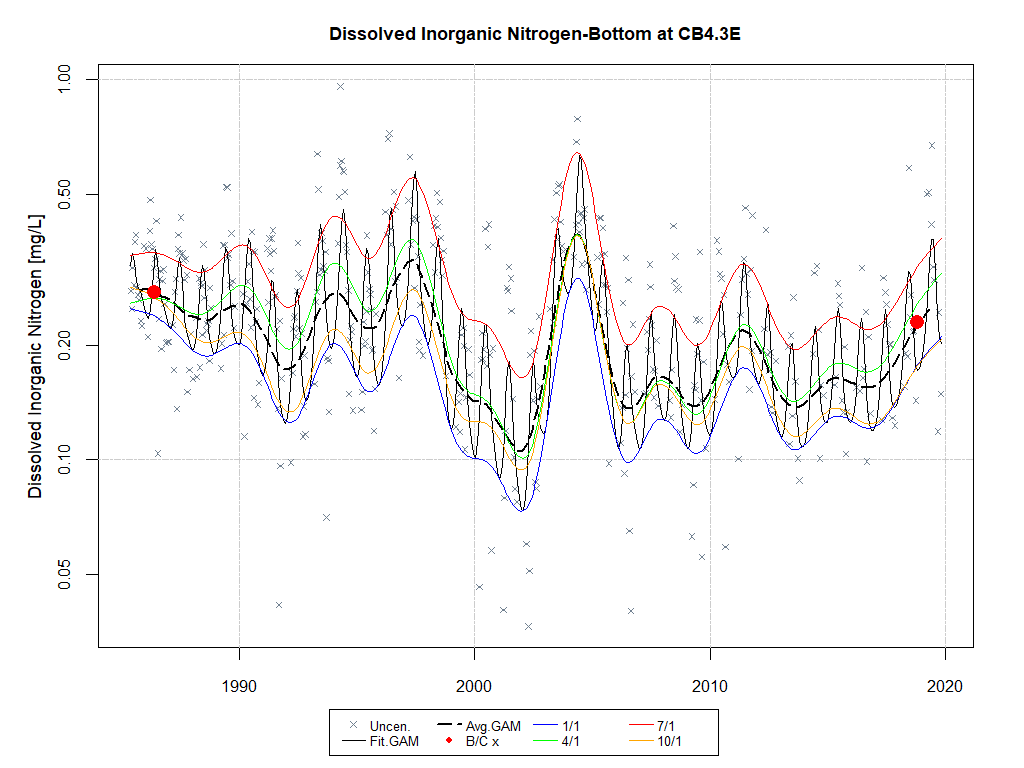 Dissolved Inorganic Nitrogen-Bottom at CB4.3E
Dissolved Inorganic Nitrogen [mg/L]
1.00
0.50
0.20
0.10
0.05
1990 2000 2010 2020
Uncen. Avg.GAM 1/1 7/1
Fit.GAM B/C x 4/1 10/1